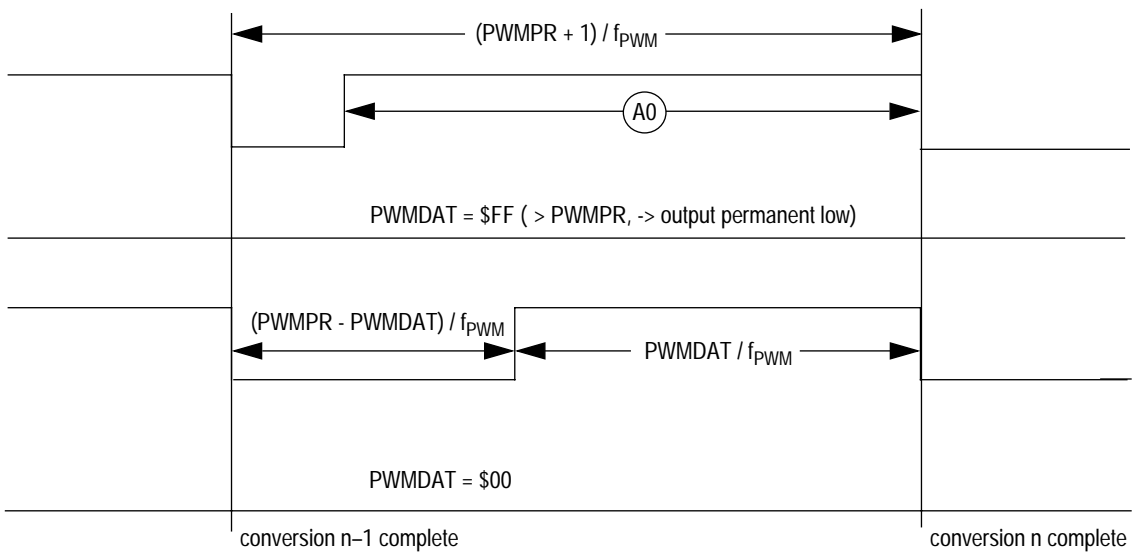 (PWMPR + 1) / fPWM
A0
PWMDAT = $FF ( > PWMPR, -> output permanent low)
(PWMPR - PWMDAT) / fPWM
PWMDAT / fPWM
PWMDAT = $00
conversion n–1 complete
conversion n complete